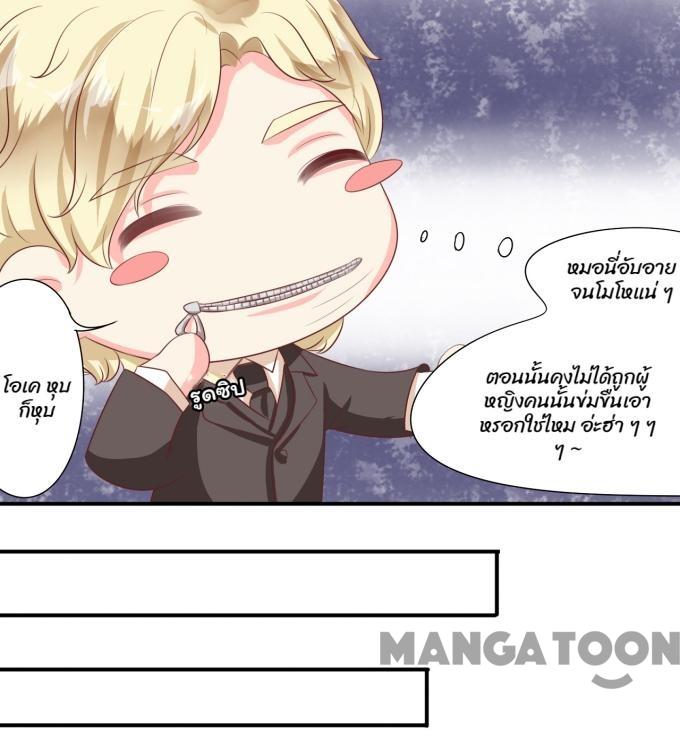 โอเค หุบ
ก็หุบ
รูดซิป
หมอนี่อับอาย
จนโมโหแน่ ๆ
ตอนนั้นคงไม่ได้ถูกผู้
หญิงคนนั้นข่มขืนเอา
หรอกใช่ไหม อ่ะฮ่า ๆ ๆ
ๆ ~
MANGATOON